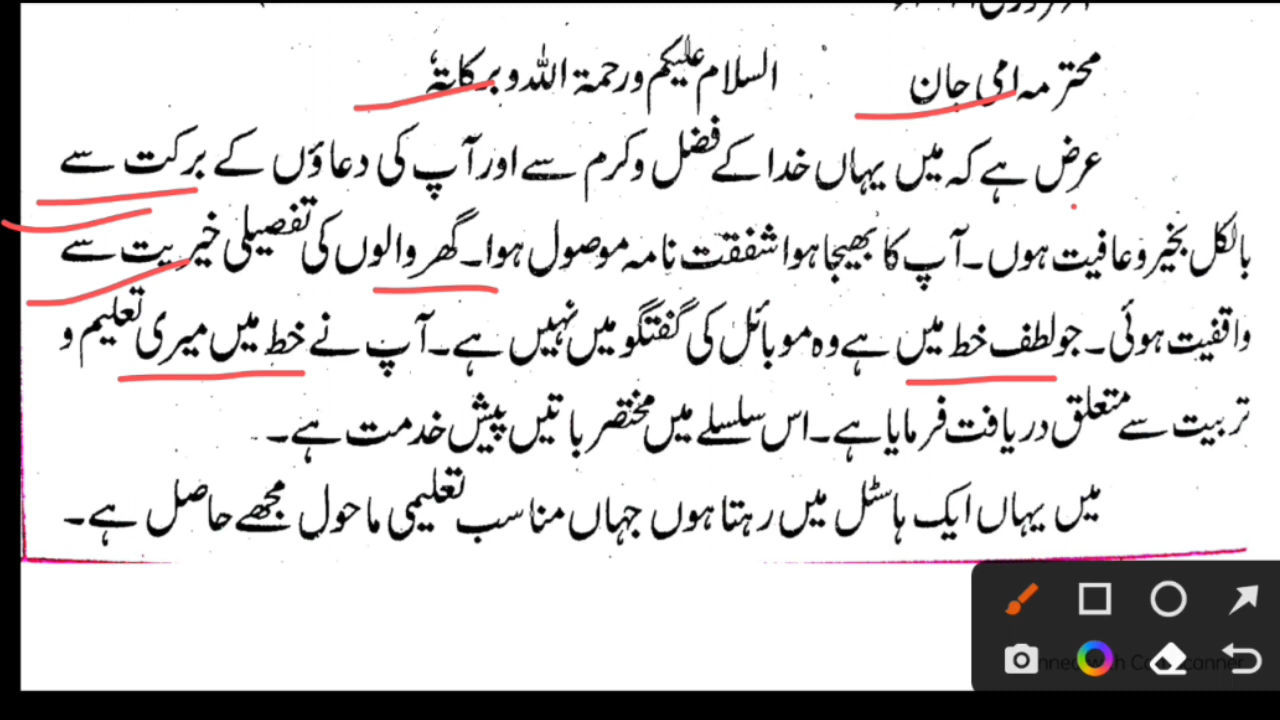 محترمہ امی جان السلام علیکم ورحمۃ اللہ و برکاتہٗ
عرض ہے کہ میں یہاں خدا کے فضل و کرم سے اور آپ کی دعاؤں کے برکت سے
بالکل بخیر و عافیت ہوں۔ آپ کا بھیجا ہوا شفقت نامہ موصول ہوا۔ گھر والوں کی تفصیلی خیریت سے
واقفیت ہوئی۔ جو لطف خط میں ہے وہ موبائل کی گفتگو میں نہیں ہے۔ آپ نے خط میں میری تعلیم و
تربیت سے متعلق دریافت فرمایا ہے۔ اس سلسلے میں مختصر باتیں پیش خدمت ہے۔
میں یہاں ایک ہاسٹل میں رہتا ہوں جہاں مناسب تعلیمی ماحول مجھے حاصل ہے۔